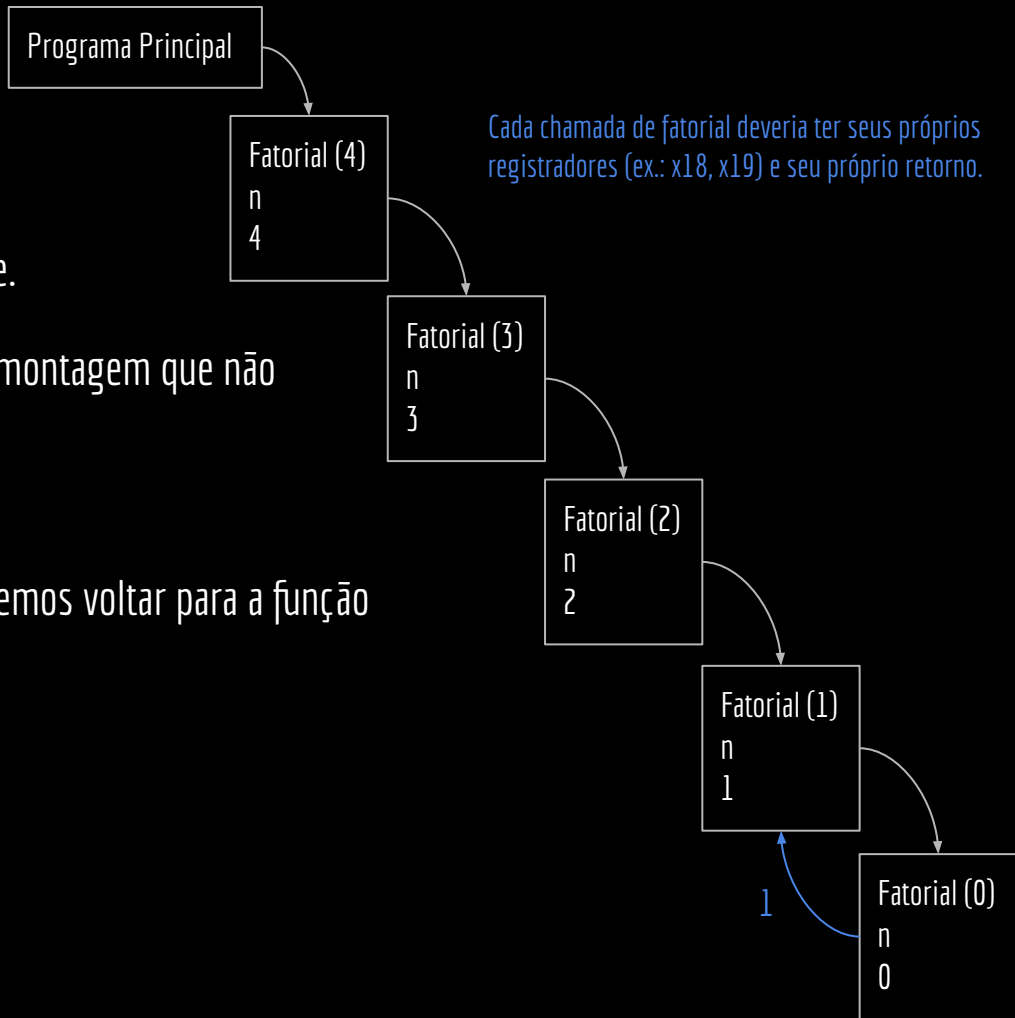 Programa Principal
Cada chamada de fatorial deveria ter seus próprios
registradores (ex.: x18, x19) e seu próprio retorno.
Fatorial (4)
n
4
e.
Fatorial (3)
n
3
montagem que não
Fatorial (2)
n
2
emos voltar para a função
Fatorial (1)
n
1
1
Fatorial (0)
n
0